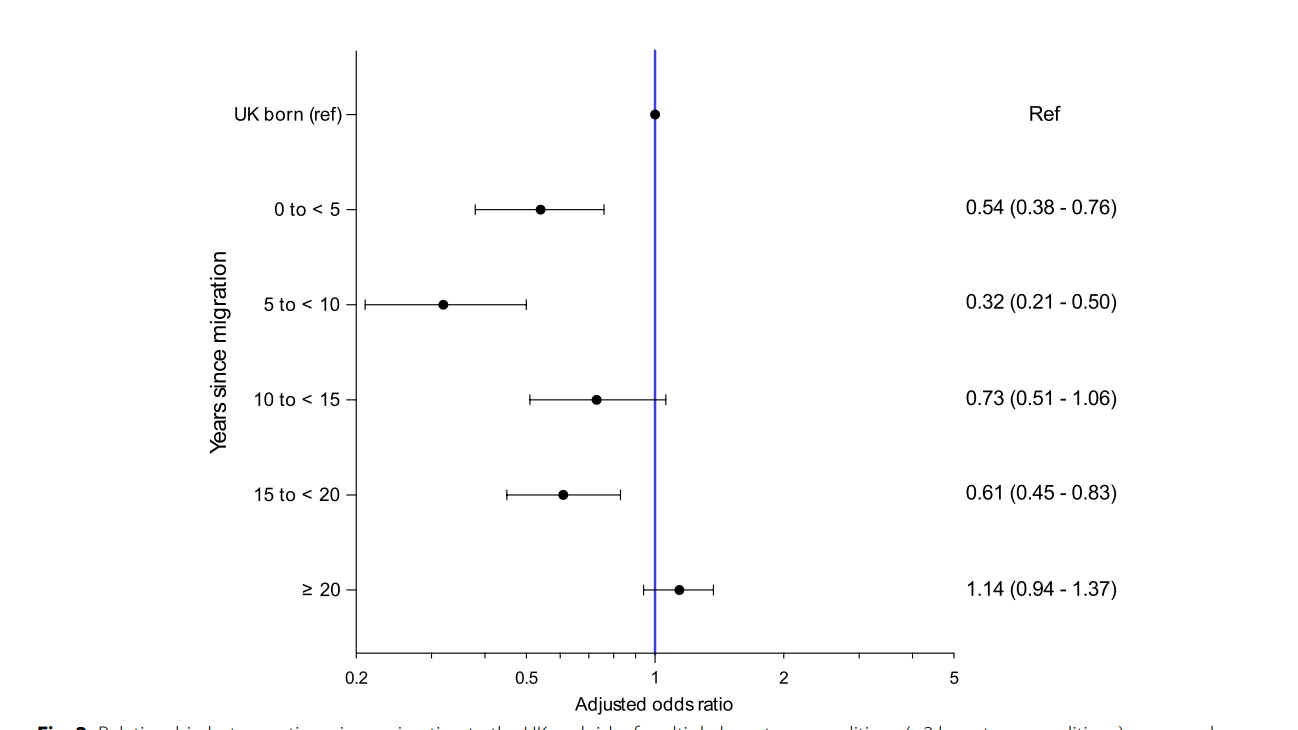 UK born (ref) Ref
0 to < 5 0.54 (0.38 - 0.76)
5 to < 10 0.32 (0.21 - 0.50)
10 to < 15 0.73 (0.51 - 1.06)
15 to < 20 0.61 (0.45 - 0.83)
≥ 20 1.14 (0.94 - 1.37)
Years since migration
0.2 0.5 1 2 5
Adjusted odds ratio